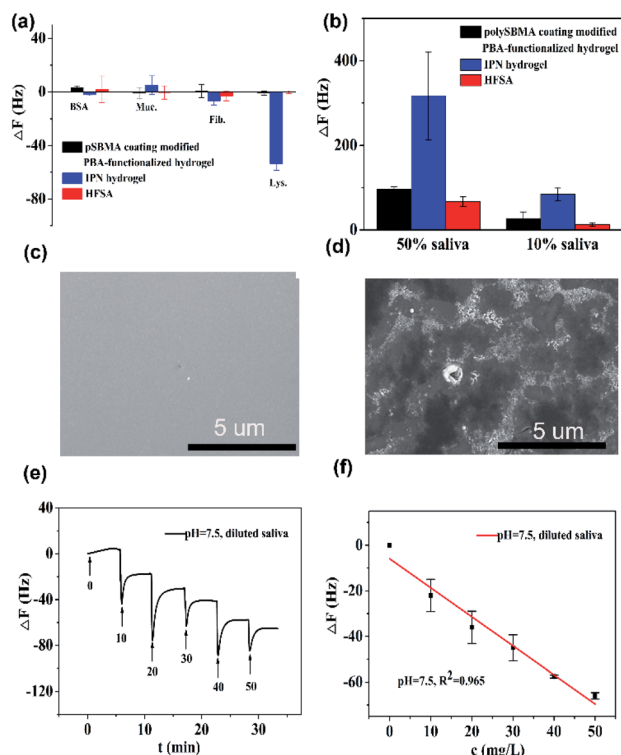 (a)
△F (Hz)
40
0
-40
-80
BSA
Muc.
Fib.
Lys.
pSBMA coating modified
PBA-functionalized hydrogel
IPN hydrogel
HFSA
(b)
△F (Hz)
400
200
0
polySBMA coating modified
PBA-functionalized hydrogel
IPN hydrogel
HFSA
50% saliva
10% saliva
(c)
5 um
(d)
5 um
(e)
△F (Hz)
40
0
-40
-80
-120
pH=7.5, diluted saliva
0
10
20
30
40
50
0
10
20
30
t (min)
(f)
△F (Hz)
20
0
-20
-40
-60
pH=7.5, diluted saliva
pH=7.5, R²=0.965
0
10
20
30
40
50
c (mg/L)